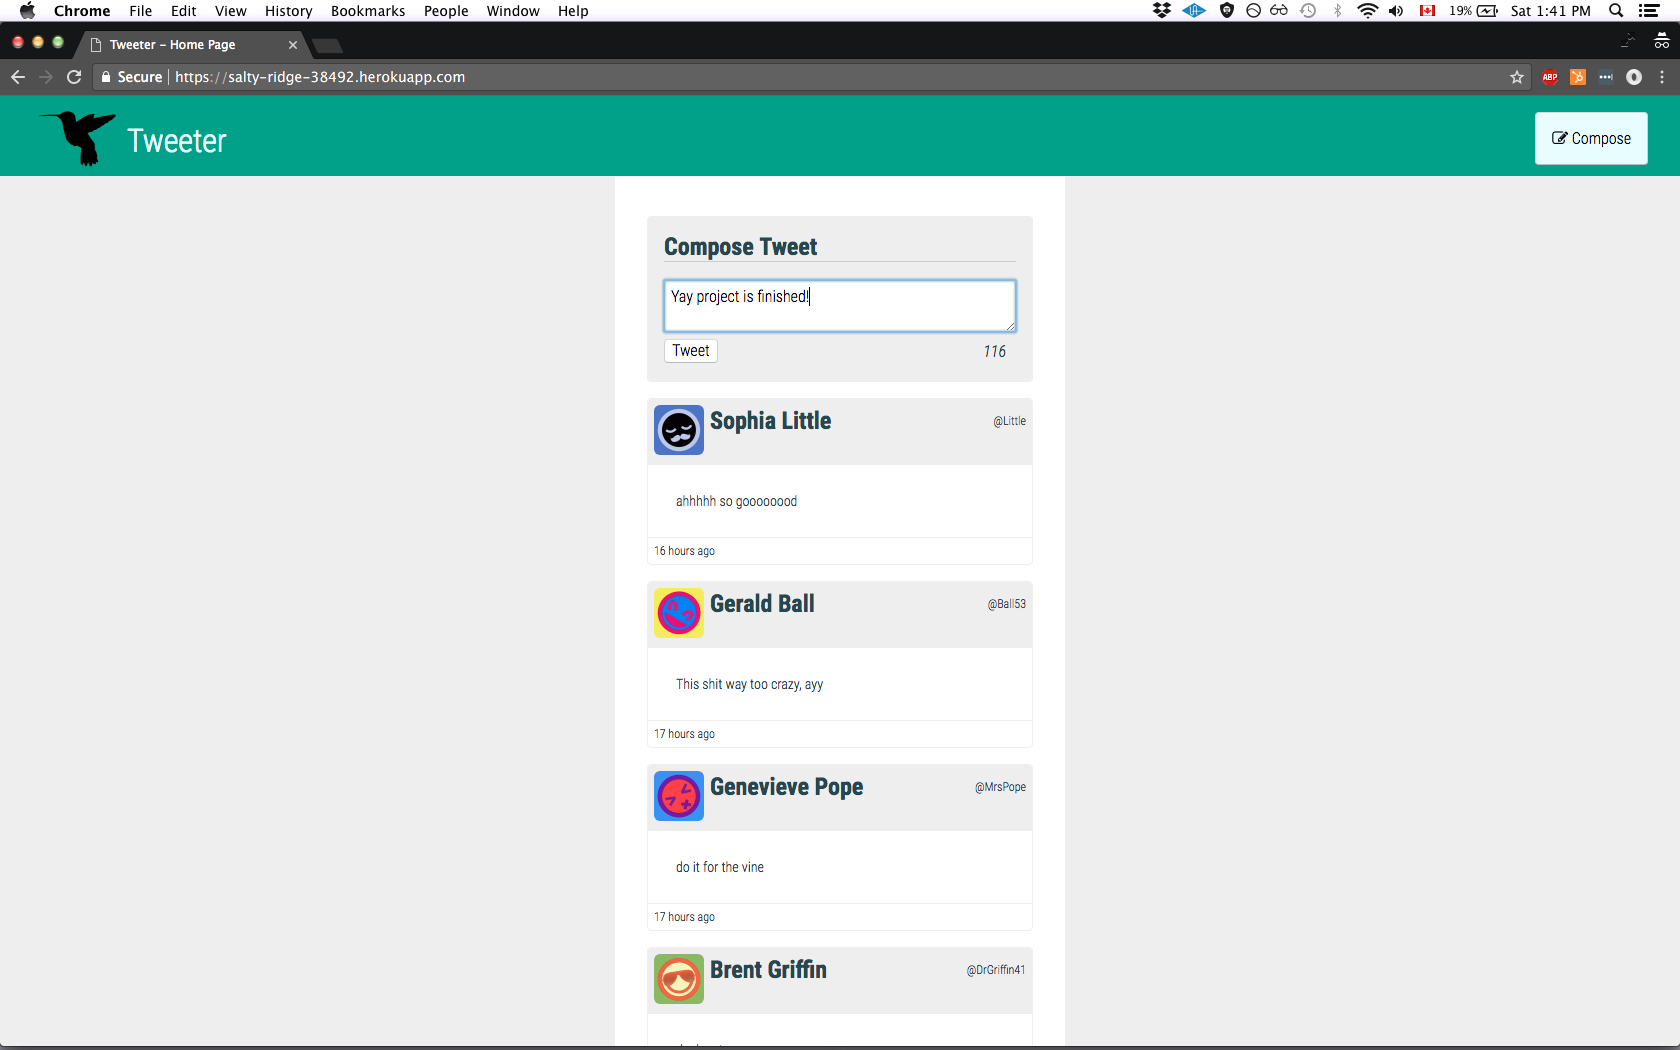 Chrome File Edit View History Bookmarks People Window Help 19% Sat 1:41 PM
Tweeter – Home Page
Secure https://salty-ridge-38492.herokuapp.com ABP
Tweeter
Compose
Compose Tweet
Yay project is finished!
Tweet 116
Sophia Little @Little
ahhhhh so goooooood
16 hours ago
Gerald Ball @Ball53
This shit way too crazy, ayy
17 hours ago
Genevieve Pope @MrsPope
do it for the vine
17 hours ago
Brent Griffin @DrGriffin41